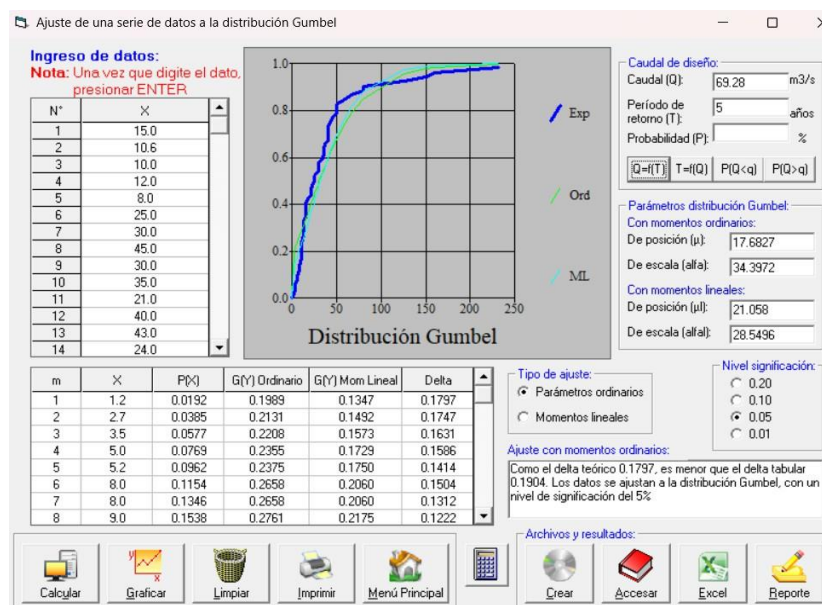 Ajuste de una serie de datos a la distribución Gumbel
Ingreso de datos:
Nota: Una vez que digite el dato,
presionar ENTER
N° X
1 15.0
2 10.6
3 10.0
4 12.0
5 8.0
6 25.0
7 30.0
8 45.0
9 30.0
10 35.0
11 21.0
12 40.0
13 43.0
14 24.0
1.0
0.8
0.6
0.4
0.2
0.0
0 50 100 150 200 250
Distribución Gumbel
Exp
Ord
ML
Caudal de diseño:
Caudal (Q): 69.28 m3/s
Período de
retorno (T): 5 años
Probabilidad (P): %
Q=f(T) T=f(Q) P(Q<q) P(Q>q)
Parámetros distribución Gumbel:
Con momentos ordinarios:
De posición (µ): 17.6827
De escala (alfa): 34.3972
Con momentos lineales:
De posición (µl): 21.058
De escala (alfal): 28.5496
m X P(X) G(Y) Ordinario G(Y) Mom Lineal Delta
1 1.2 0.0192 0.1989 0.1347 0.1797
2 2.7 0.0385 0.2131 0.1492 0.1747
3 3.5 0.0577 0.2208 0.1573 0.1631
4 5.0 0.0769 0.2355 0.1729 0.1586
5 5.2 0.0962 0.2375 0.1750 0.1414
6 8.0 0.1154 0.2658 0.2060 0.1504
7 8.0 0.1346 0.2658 0.2060 0.1312
8 9.0 0.1538 0.2761 0.2175 0.1222
Tipo de ajuste:
Parámetros ordinarios
Momentos lineales
Nivel significación:
0.20
0.10
0.05
0.01
Ajuste con momentos ordinarios:
Como el delta teórico 0.1797, es menor que el delta tabular
0.1904. Los datos se ajustan a la distribución Gumbel, con un
nivel de significación del 5%
Archivos y resultados:
Calcular Graficar Limpiar Imprimir Menú Principal Crear Accesar Excel Reporte